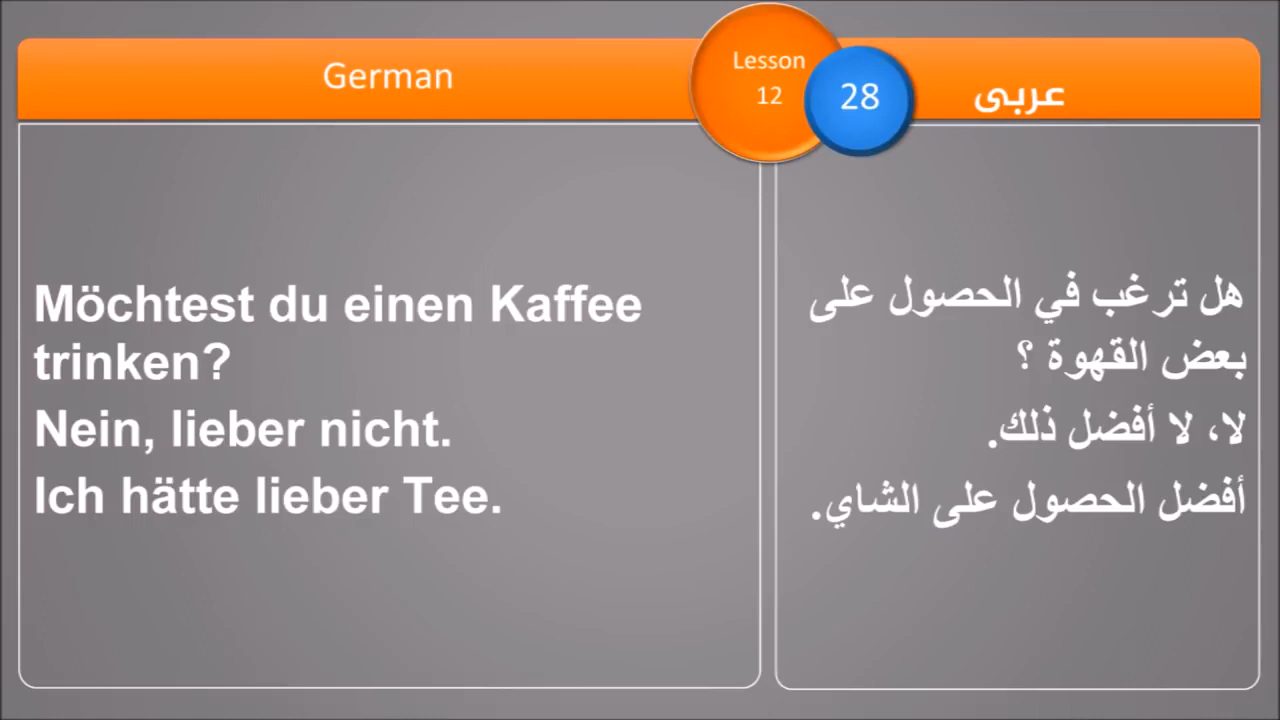 German
Lesson
12
28
عربى
Möchtest du einen Kaffee
trinken?
Nein, lieber nicht.
Ich hätte lieber Tee.
هل ترغب في الحصول على
بعض القهوة ؟
لا، لا أفضل ذلك.
أفضل الحصول على الشاي.